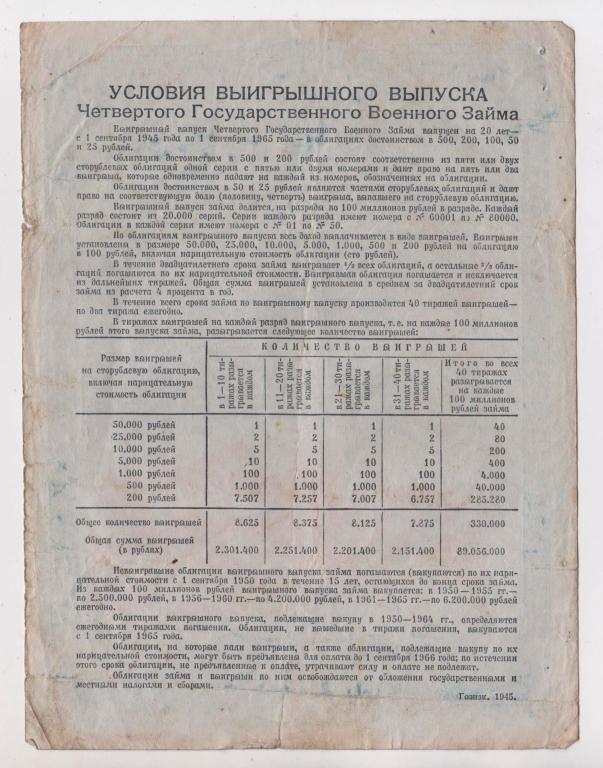 УСЛОВИЯ ВЫИГРЫШНОГО ВЫПУСКА
Четвертого Государственного Военного Займа
Выигрышный выпуск Четвертого Государственного Военного Займа выпущен на 20 лет—
с 1 сентября 1945 года по 1 сентября 1965 года—в облигациях достоинством в 500, 200, 100, 50
и 25 рублей.
Облигации достоинством в 500 и 200 рублей состоят соответственно из пяти или двух
сторублевых облигаций одной серии с пятью или двумя номерами и дают право на пять или два
выигрыша, которые одновременно падают на каждый из номеров, обозначенных на облигации.
Облигации достоинством в 50 и 25 рублей являются частями сторублевых облигаций и дают
право на соответствующую долю (половину, четверть) выигрыша, выпавшего на сторублевую облигацию.
Выигрышный выпуск займа делится на разряды по 100 миллионов рублей в разряде. Каждый
разряд состоит из 20.000 серий. Серии каждого разряда имеют номера с № 60001 по № 80000.
Облигации в каждой серии имеют номера с № 01 по № 50.
По облигациям выигрышного выпуска весь доход выплачивается в виде выигрышей. Выигрыши
установлены в размере 50.000, 25.000, 10.000, 5.000, 1.000, 500 и 200 рублей на облигацию
в 100 рублей, включая нарицательную стоимость облигации (сто рублей).
В течение двадцатилетнего срока займа выигрывает ⅓ всех облигаций, а остальные ⅔ обли-
гаций погашаются по их нарицательной стоимости. Выигравшая облигация погашается и исключается
из дальнейших тиражей. Общая сумма выигрышей установлена в среднем за двадцатилетний срок
займа из расчета 4 процента в год.
В течение всего срока займа по выигрышному выпуску производится 40 тиражей выигрышей—
по два тиража ежегодно.
В тиражах выигрышей на каждый разряд выигрышного выпуска, т. е. на каждые 100 миллионов
рублей этого выпуска займа, разыгрывается следующее количество выигрышей:
Размер выигрышей
на сторублевую облигацию,
включая нарицательную
стоимость облигации
КОЛИЧЕСТВО ВЫИГРЫШЕЙ
в 1—10 ти-
ражах разы-
грывается
в каждом
в 11—20 ти-
ражах разы-
грывается
в каждом
в 21—30 ти-
ражах разы-
грывается
в каждом
в 31—40 ти-
ражах разы-
грывается
в каждом
Итого во всех
40 тиражах
разыгрывается
на каждые
100 миллионов
рублей займа
50.000 рублей 1 1 1 1 40
25.000 рублей 2 2 2 2 80
10.000 рублей 5 5 5 5 200
5.000 рублей 10 10 10 10 400
1.000 рублей 100 100 100 100 4.000
500 рублей 1.000 1.000 1.000 1.000 40.000
200 рублей 7.507 7.257 7.007 6.757 285.280
Общее количество выигрышей 8.625 8.375 8.125 7.875 330.000
Общая сумма выигрышей
(в рублях) 2.301.400 2.251.400 2.201.400 2.151.400 89.056.000
Невыигравшие облигации выигрышного выпуска займа погашаются (выкупаются) по их нари-
цательной стоимости с 1 сентября 1950 года в течение 15 лет, остающихся до конца срока займа.
Из каждых 100 миллионов рублей выигрышного выпуска займа выкупается: в 1950—1955 гг.—
по 2.500.000 рублей, в 1956—1960 гг.—по 4.200.000 рублей, в 1961—1965 гг.—по 6.200.000 рублей
ежегодно.
Облигации выигрышного выпуска, подлежащие выкупу в 1950—1964 гг., определяются
ежегодными тиражами погашения. Облигации, не вышедшие в тиражи погашения, выкупаются
с 1 сентября 1965 года.
Облигации, на которые пали выигрыши, а также облигации, подлежащие выкупу по их
нарицательной стоимости, могут быть предъявлены для оплаты до 1 сентября 1966 года; по истечении
этого срока облигации, не предъявленные к оплате, утрачивают силу и оплате не подлежат.
Облигации займа и выигрыши по ним освобождаются от обложения государственными и
местными налогами и сборами.
Гознак. 1945.